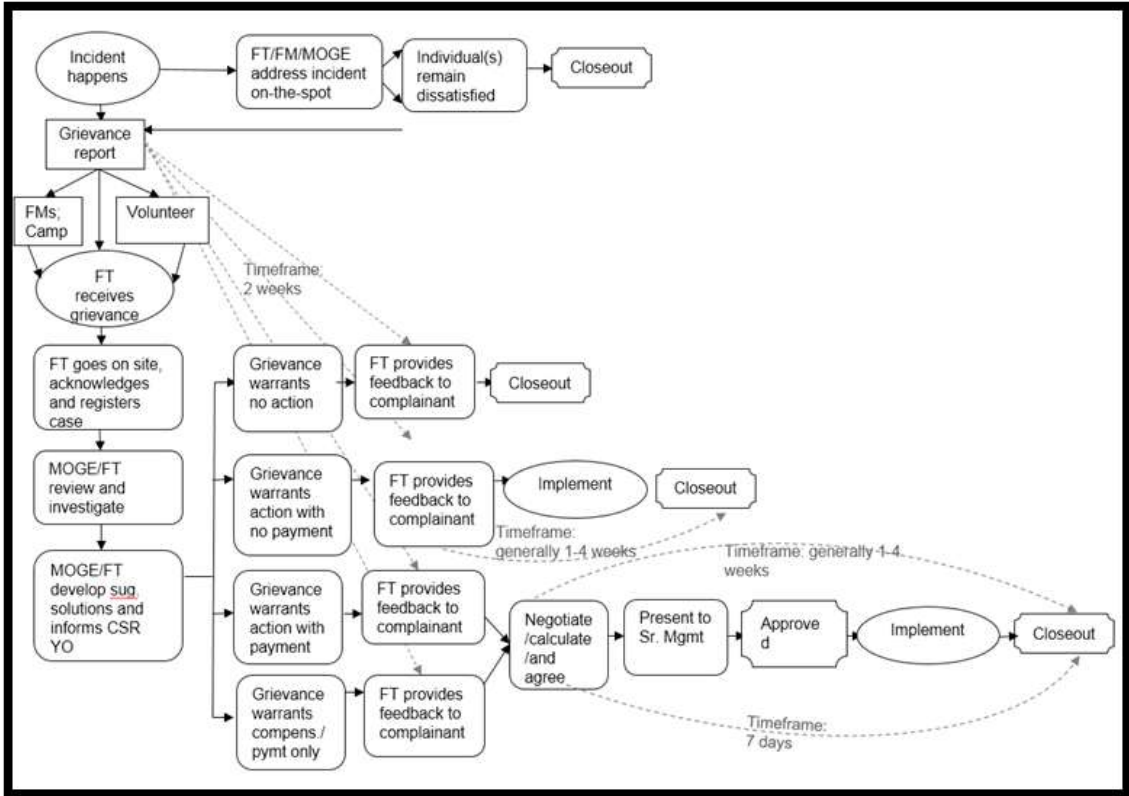 Incident
happens
FT/FM/MOGE
address incident
on-the-spot
Individual(s)
remain
dissatisfied
Closeout
Grievance
report
FMs;
Camp
Volunteer
FT
receives
grievance
Timeframe:
2 weeks
FT goes on site,
acknowledges
and registers
case
Grievance
warrants
no action
FT provides
feedback to
complainant
Closeout
MOGE/FT
review and
investigate
Grievance
warrants
action with
no payment
FT provides
feedback to
complainant
Implement
Closeout
Timeframe:
generally 1-4 weeks
Timeframe: generally 1-4
weeks
MOGE/FT
develop sug.
solutions and
informs CSR
YO
Grievance
warrants
action with
payment
FT provides
feedback to
complainant
Negotiate
/calculate
/and
agree
Present to
Sr. Mgmt
Approve
d
Implement
Closeout
Grievance
warrants
compens./
pymt only
FT provides
feedback to
complainant
Timeframe:
7 days